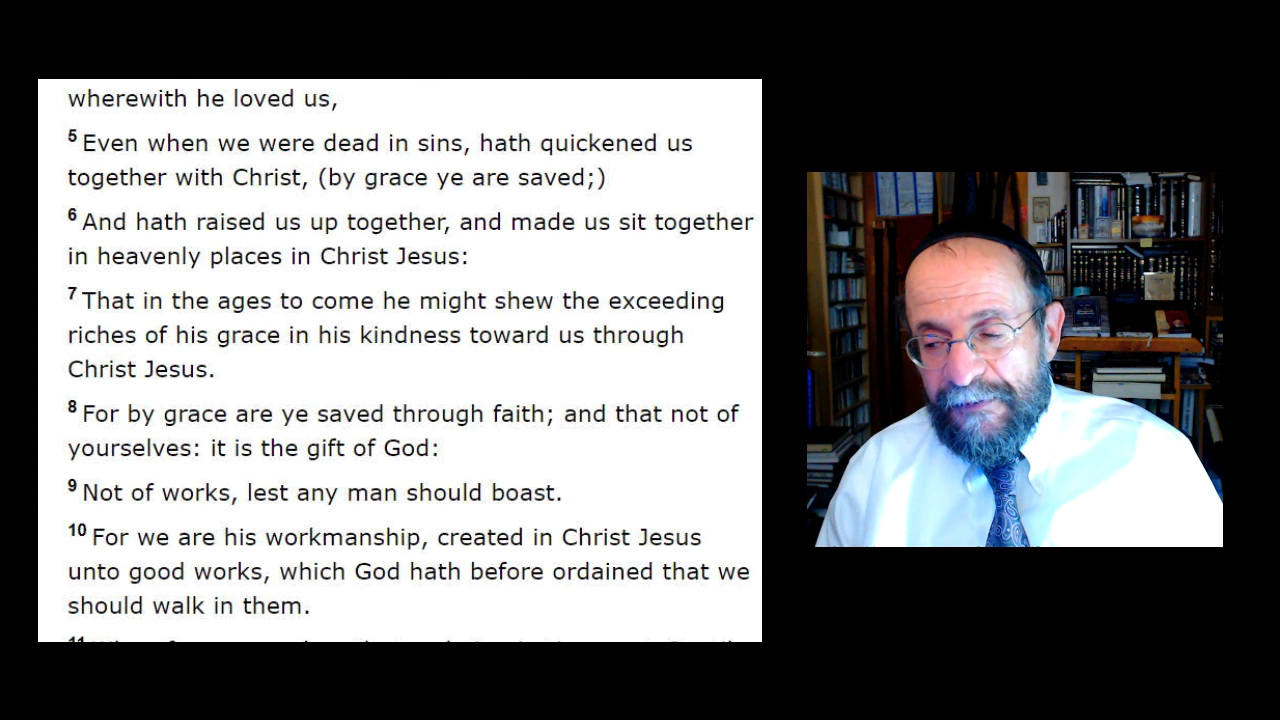 wherewith he loved us,
5 Even when we were dead in sins, hath quickened us
together with Christ, (by grace ye are saved;)
6 And hath raised us up together, and made us sit together
in heavenly places in Christ Jesus:
7 That in the ages to come he might shew the exceeding
riches of his grace in his kindness toward us through
Christ Jesus.
8 For by grace are ye saved through faith; and that not of
yourselves: it is the gift of God:
9 Not of works, lest any man should boast.
10 For we are his workmanship, created in Christ Jesus
unto good works, which God hath before ordained that we
should walk in them.